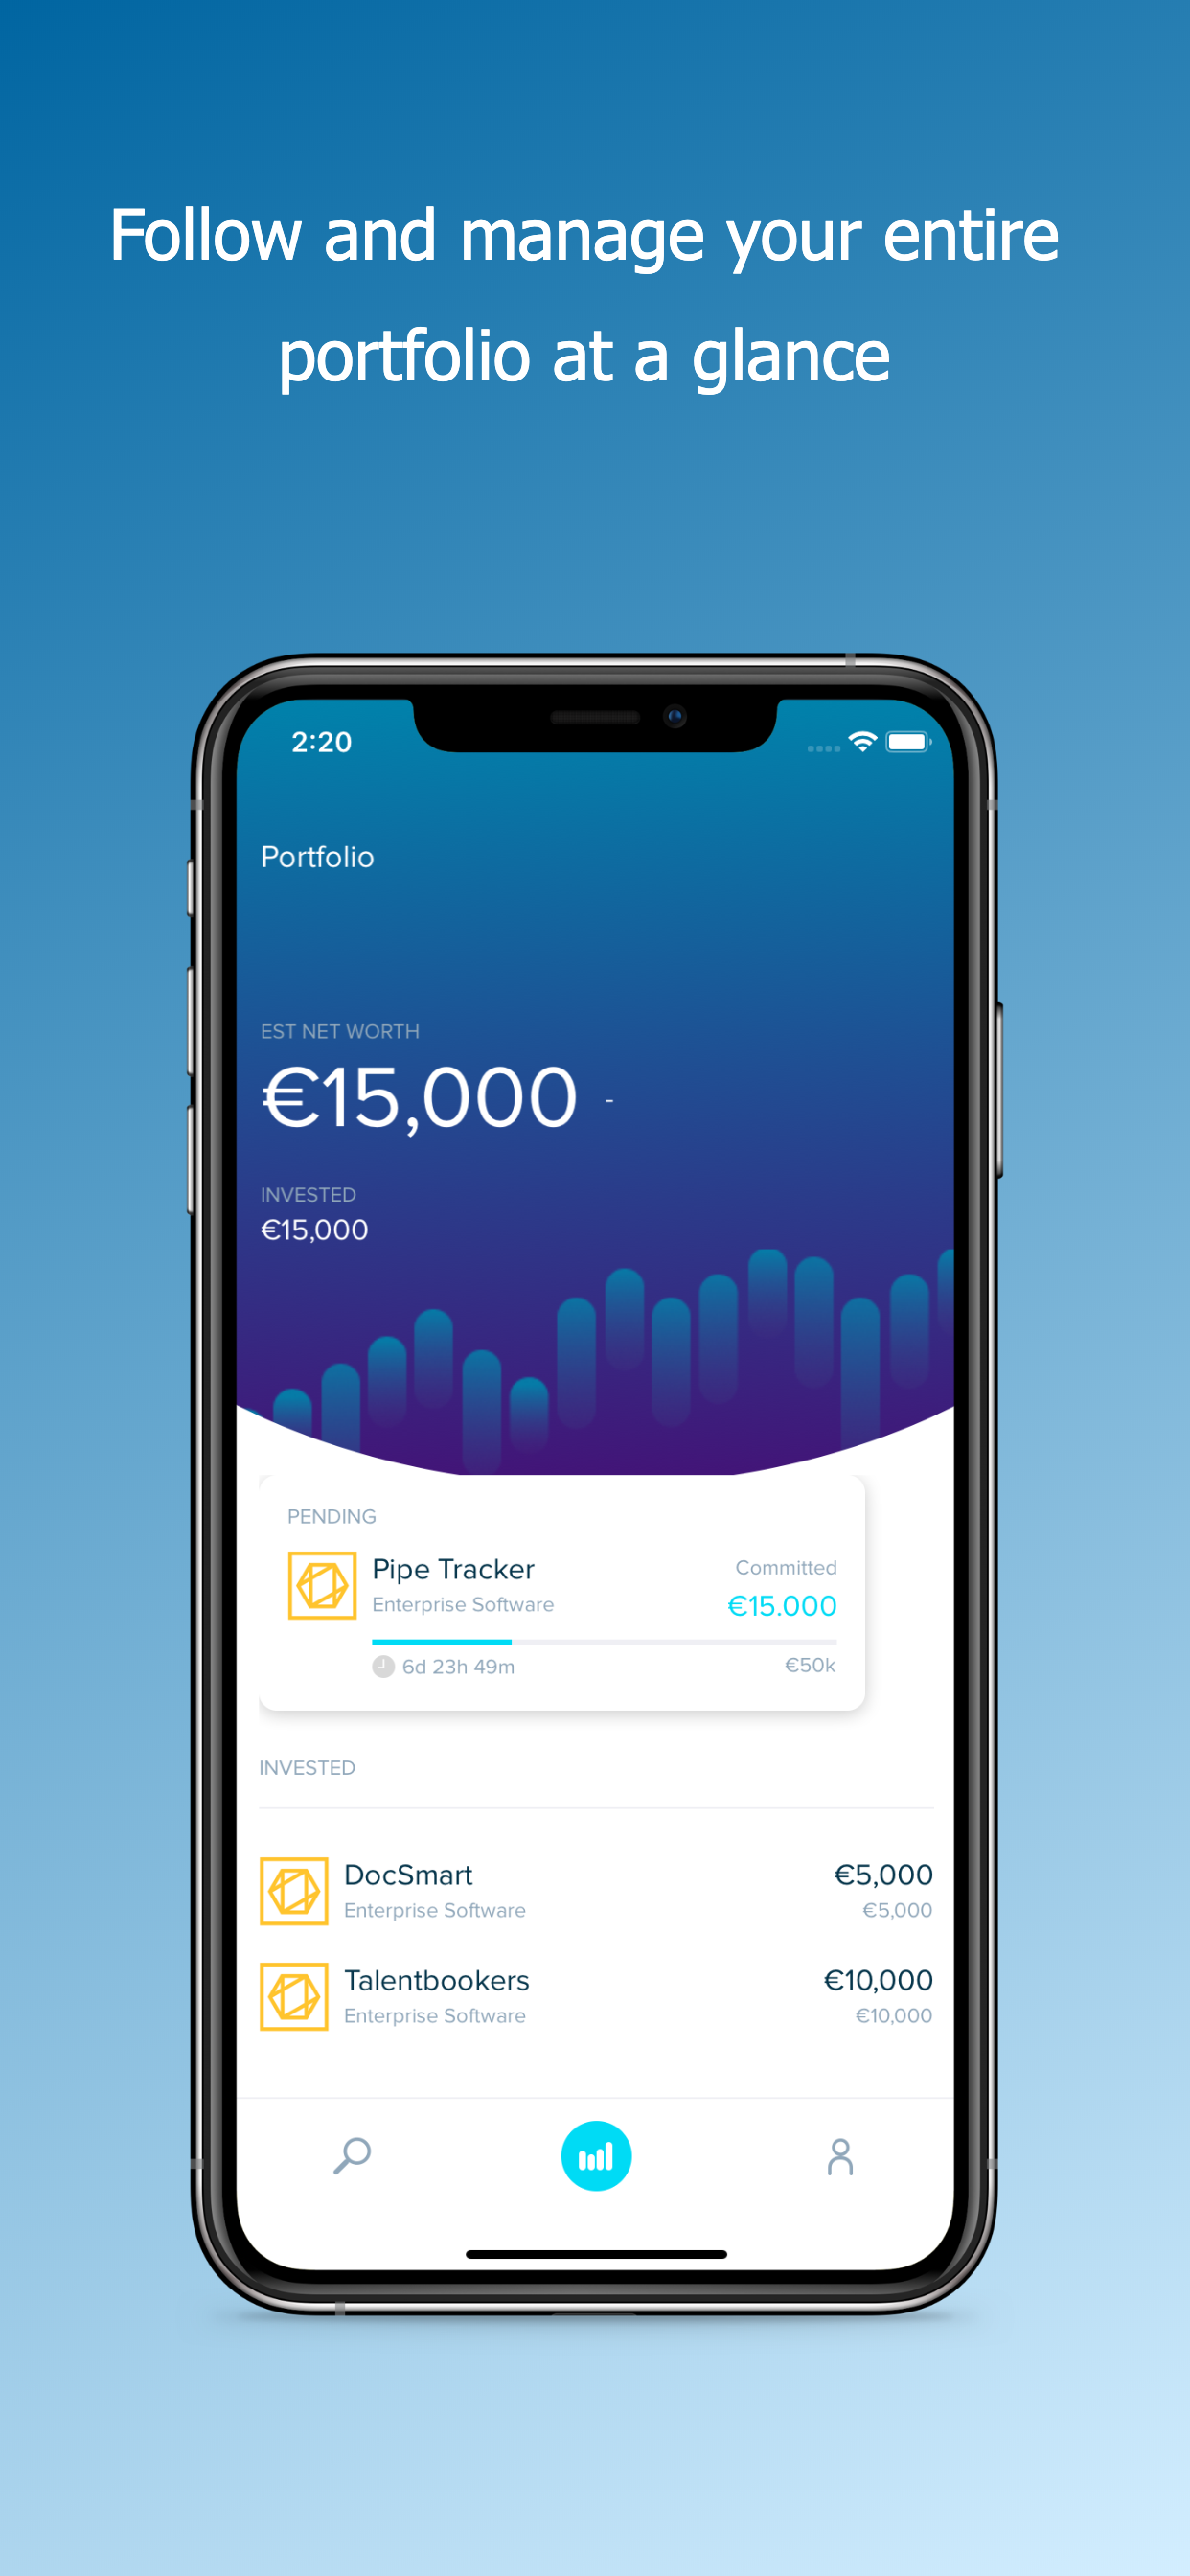 Follow and manage your entire
portfolio at a glance
2:20
Portfolio
EST NET WORTH
€15,000 -
INVESTED
€15,000
PENDING
Pipe Tracker
Committed
Enterprise Software
€15.000
6d 23h 49m
€50k
INVESTED
DocSmart
€5,000
Enterprise Software
€5,000
Talentbookers
€10,000
Enterprise Software
€10,000